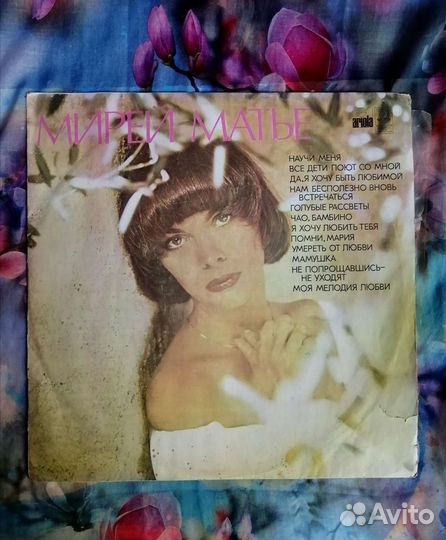 МИРЕЙ МАТЬЕ
ariola
НАУЧИ МЕНЯ
ВСЕ ДЕТИ ПОЮТ СО МНОЙ
ДА, Я ХОЧУ БЫТЬ ЛЮБИМОЙ
НАМ БЕСПОЛЕЗНО ВНОВЬ
ВСТРЕЧАТЬСЯ
ГОЛУБЫЕ РАССВЕТЫ
ЧАО, БАМБИНО
Я ХОЧУ ЛЮБИТЬ ТЕБЯ
ПОМНИ, МАРИЯ
УМЕРЕТЬ ОТ ЛЮБВИ
МАМУШКА
НЕ ПОПРОЩАВШИСЬ—
НЕ УХОДЯТ
МОЯ МЕЛОДИЯ ЛЮБВИ
Avito